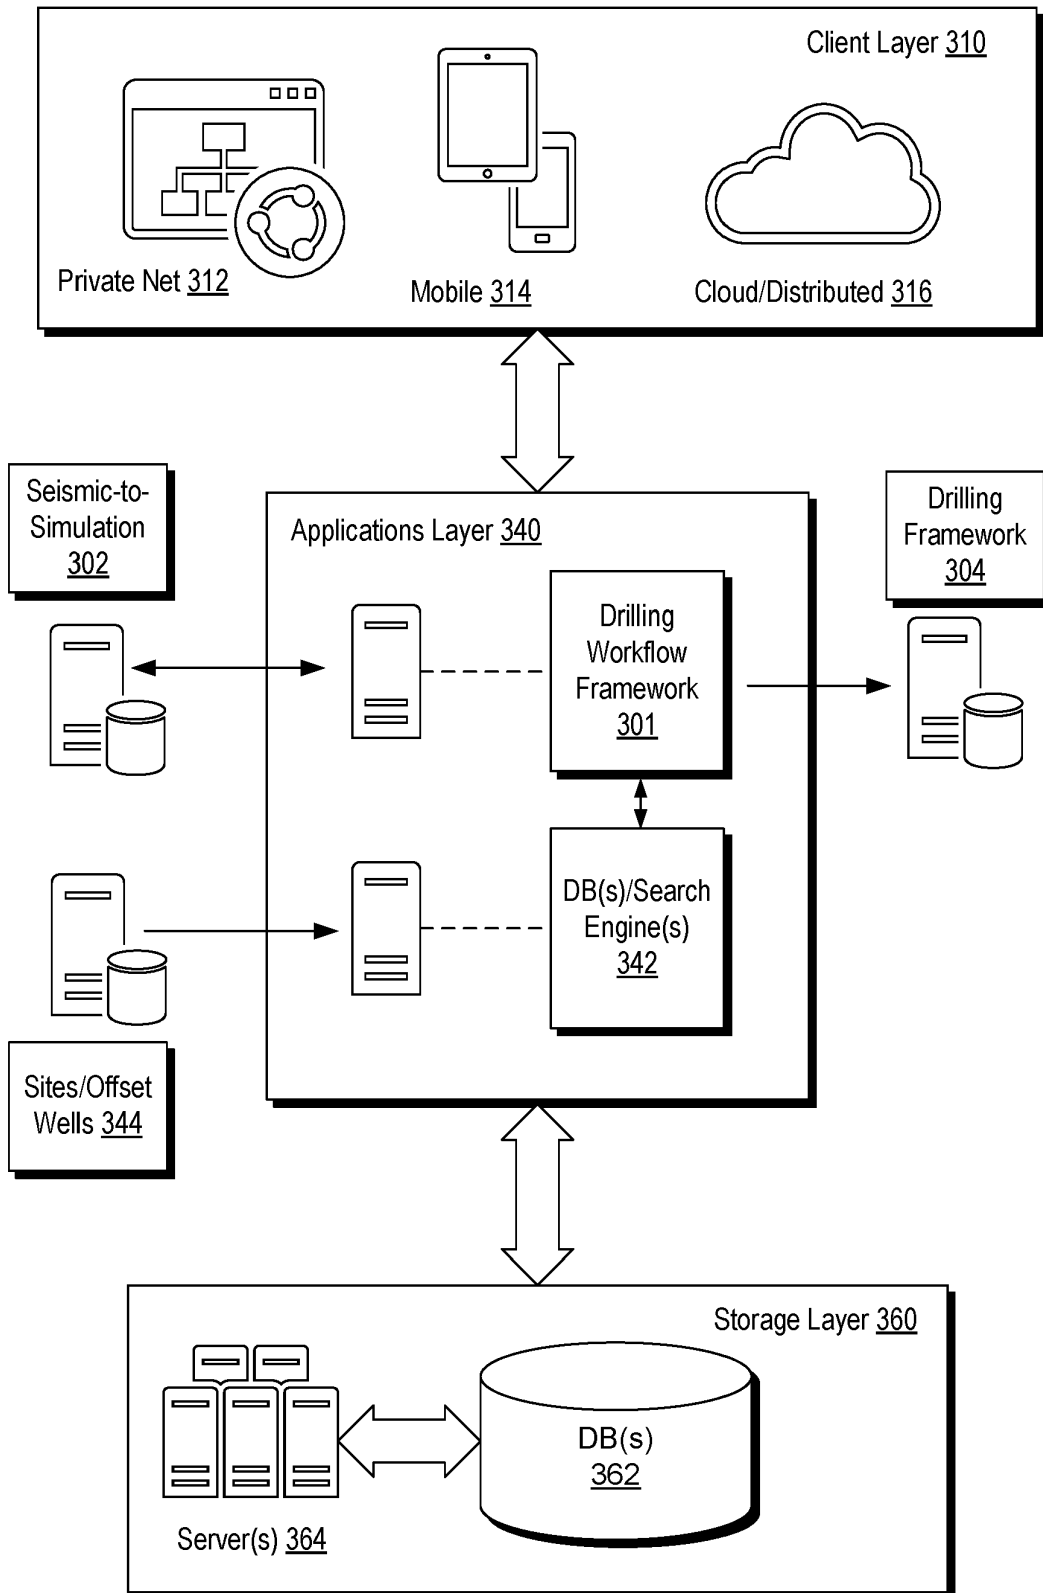 Client Layer 310
Private Net 312
Mobile 314
Cloud/Distributed 316
Seismic-to-
Simulation
302
Applications Layer 340
Drilling
Workflow
Framework
301
Drilling
Framework
304
DB(s)/Search
Engine(s)
342
Sites/Offset
Wells 344
Storage Layer 360
DB(s)
362
Server(s) 364